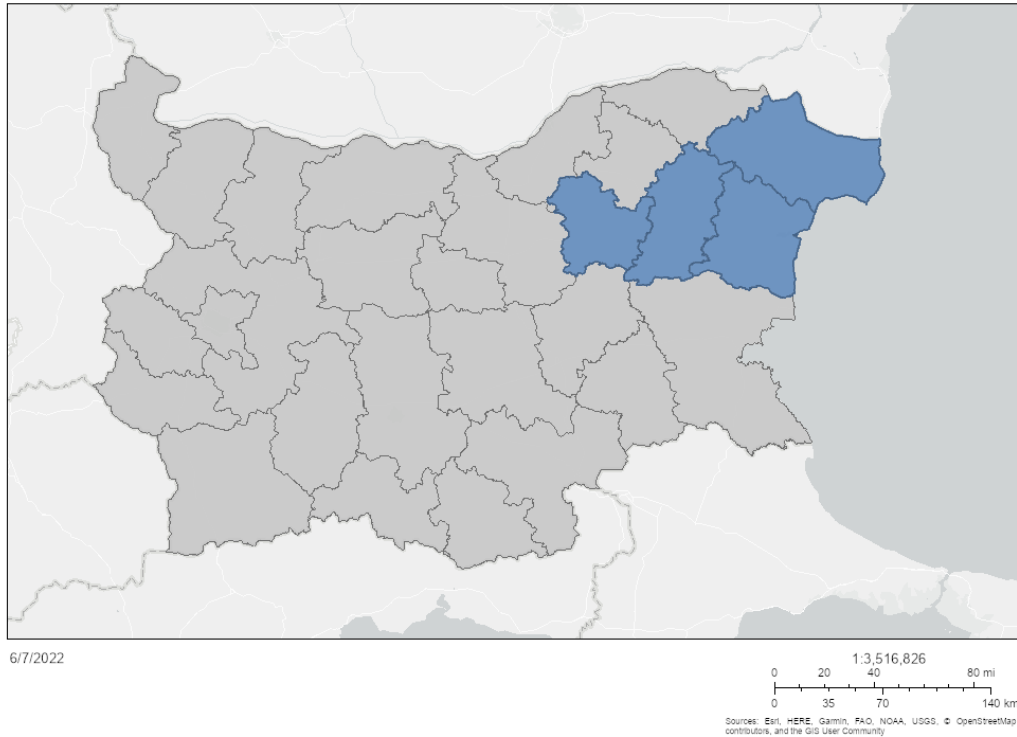 6/7/2022
1:3,516,826
0 20 40 80 mi
0 35 70 140 km
Sources: Esri, HERE, Garmin, FAO, NOAA, USGS, © OpenStreetMap
contributors, and the GIS User Community